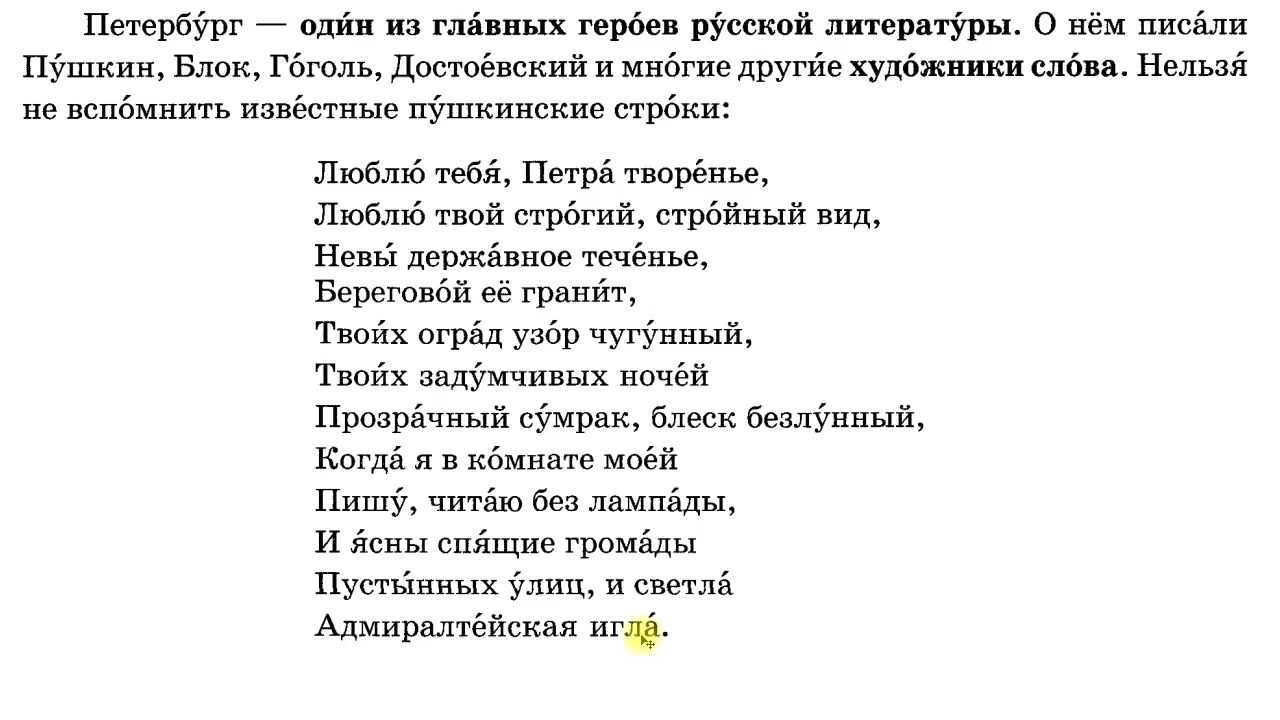 Петербу́рг — оди́н из гла́вных геро́ев ру́сской литерату́ры. О нём писа́ли
Пу́шкин, Блок, Го́голь, Достое́вский и мно́гие други́е худо́жники сло́ва. Нельзя́
не вспо́мнить изве́стные пу́шкинские стро́ки:
Люблю́ тебя́, Петра́ творе́нье,
Люблю́ твой стро́гий, стро́йный вид,
Невы́ держа́вное тече́нье,
Берегово́й её грани́т,
Твои́х огра́д узо́р чугу́нный,
Твои́х заду́мчивых ноче́й
Прозра́чный су́мрак, блеск безлу́нный,
Когда́ я в ко́мнате мое́й
Пишу́, чита́ю без лампа́ды,
И я́сны спя́щие грома́ды
Пусты́нных у́лиц, и светла́
Адмиралте́йская игла́.